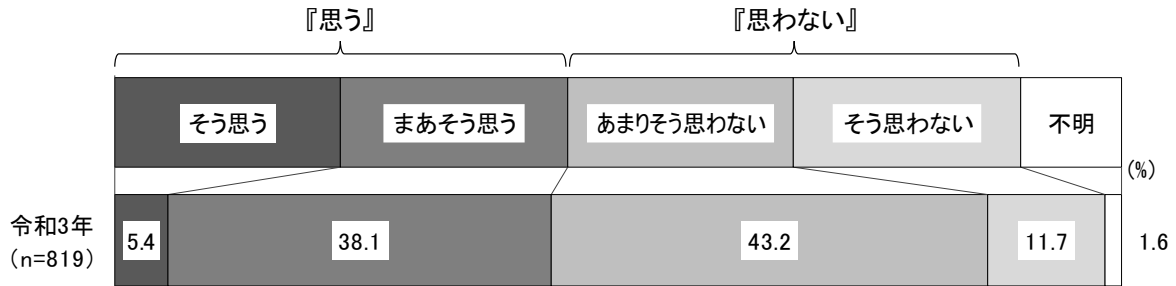 『思う』 『思わない』
そう思う まあそう思う あまりそう思わない そう思わない 不明
(%)
令和3年
(n=819)
5.4 38.1 43.2 11.7 1.6